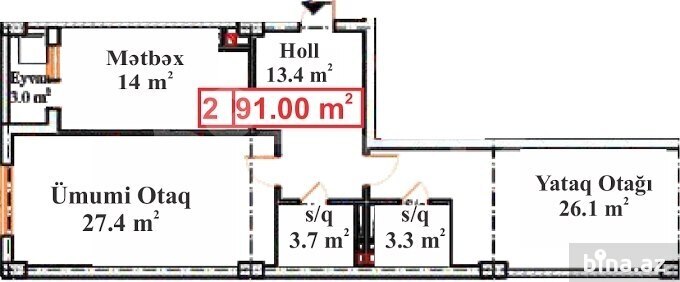 Mətbəx
14 m²
Eyvan
3.0 m²
Holl
13.4 m²
2 91.00 m²
Ümumi Otaq
27.4 m²
s/q
3.7 m²
s/q
3.3 m²
Yataq Otağı
26.1 m²
bina.az